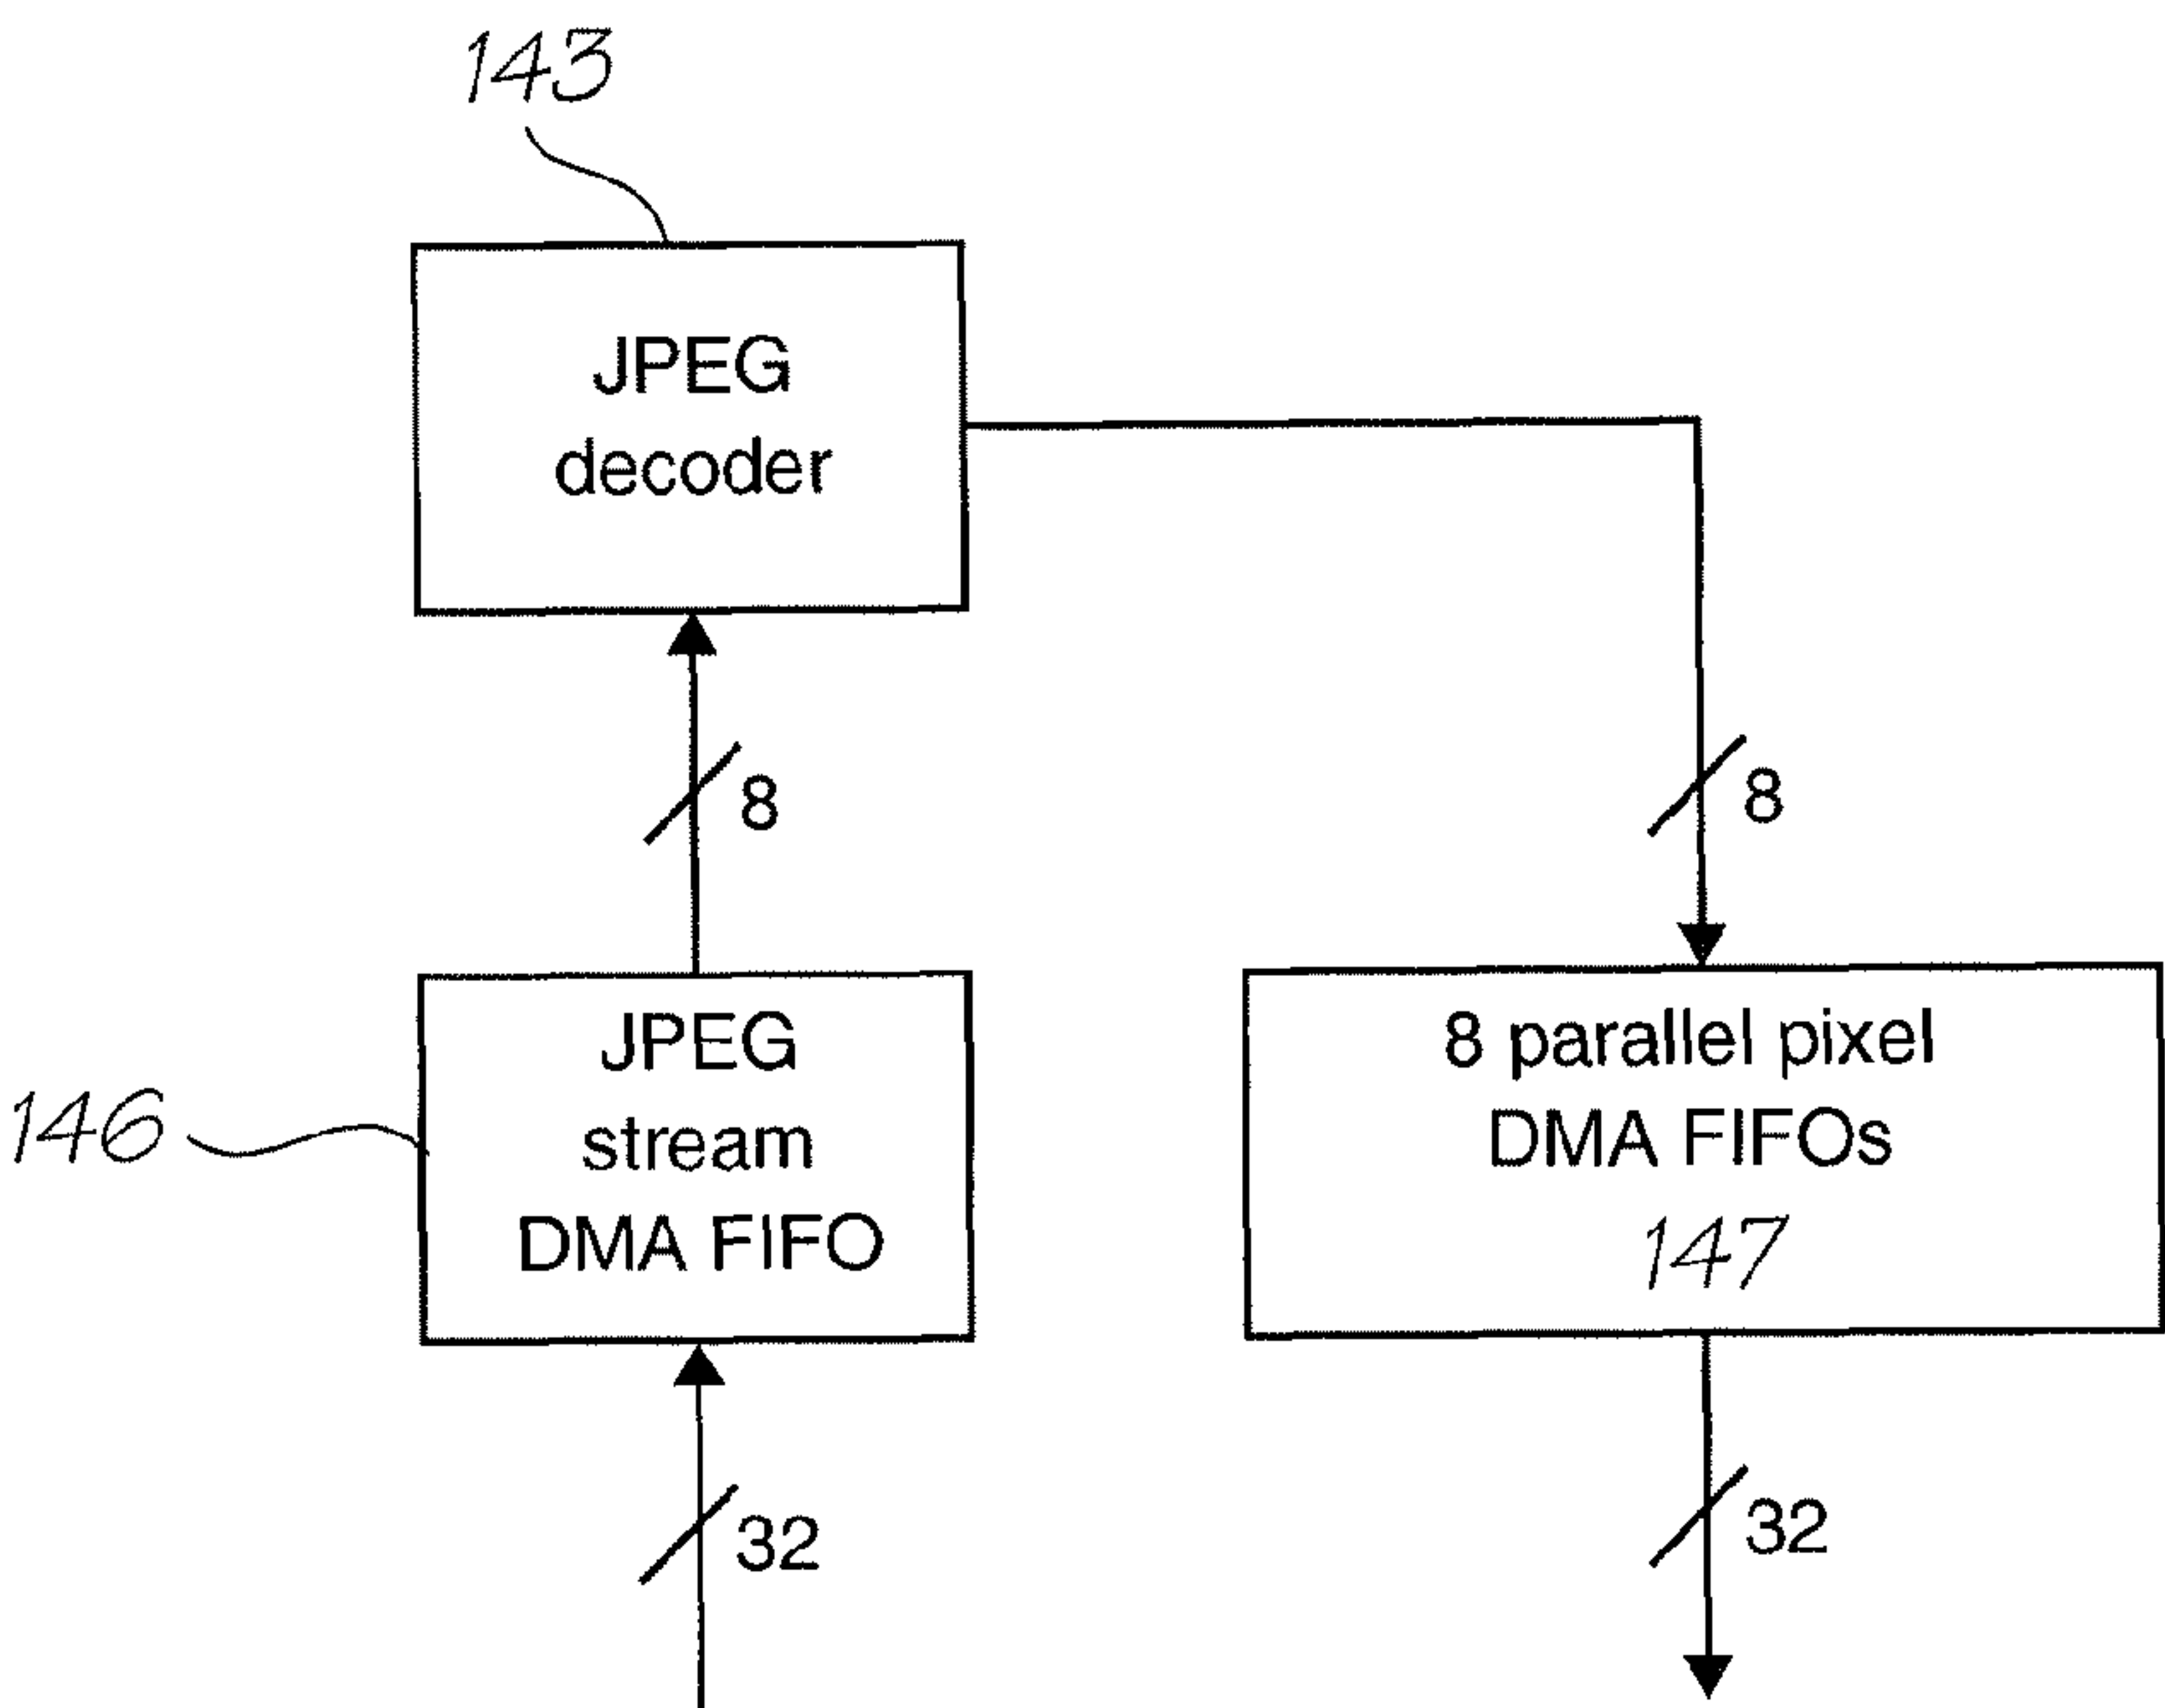 143
JPEG
decoder
8
8
JPEG
stream
DMA FIFO
146
8 parallel pixel
DMA FIFOs
147
32
32